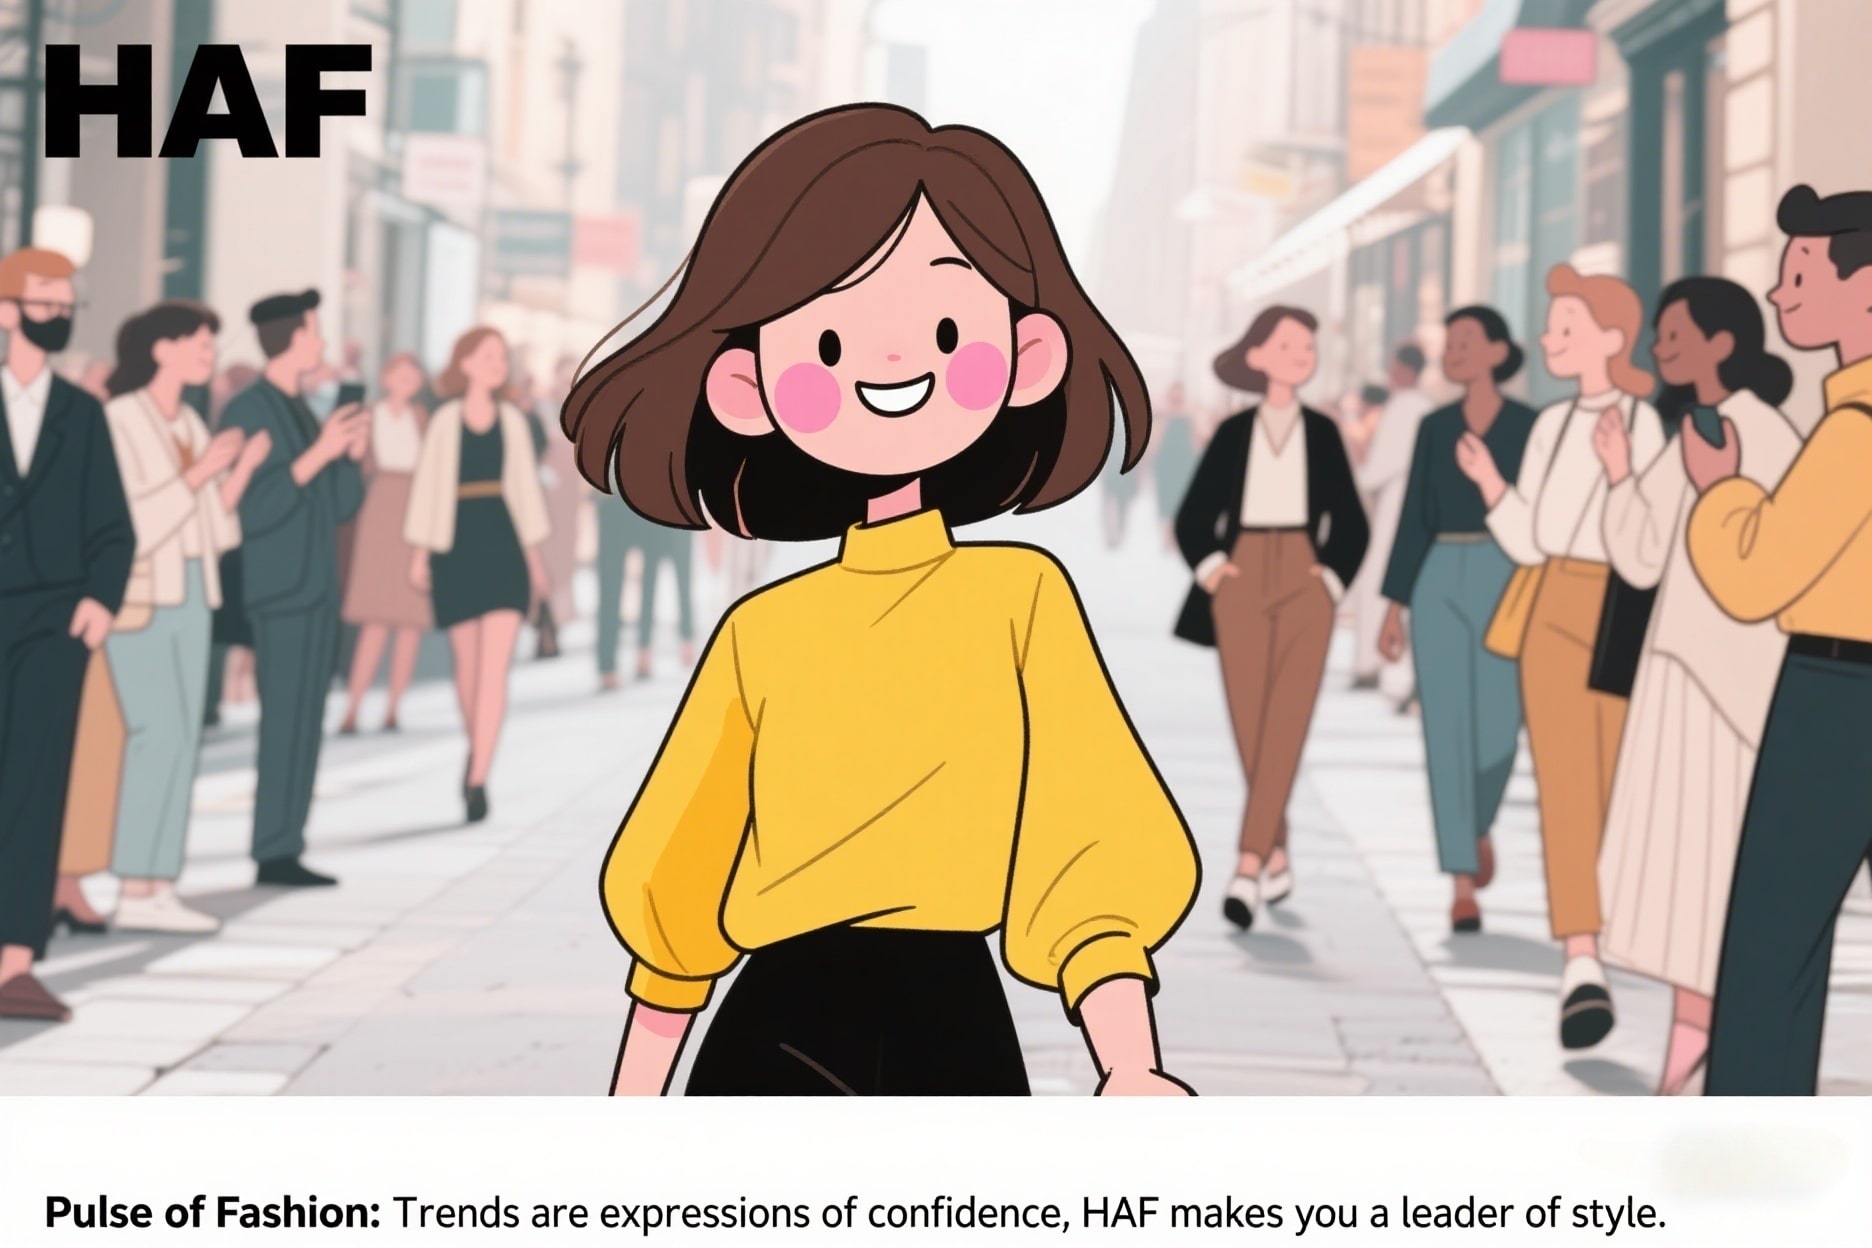 HAF
Pulse of Fashion: Trends are expressions of confidence, HAF makes you a leader of style.